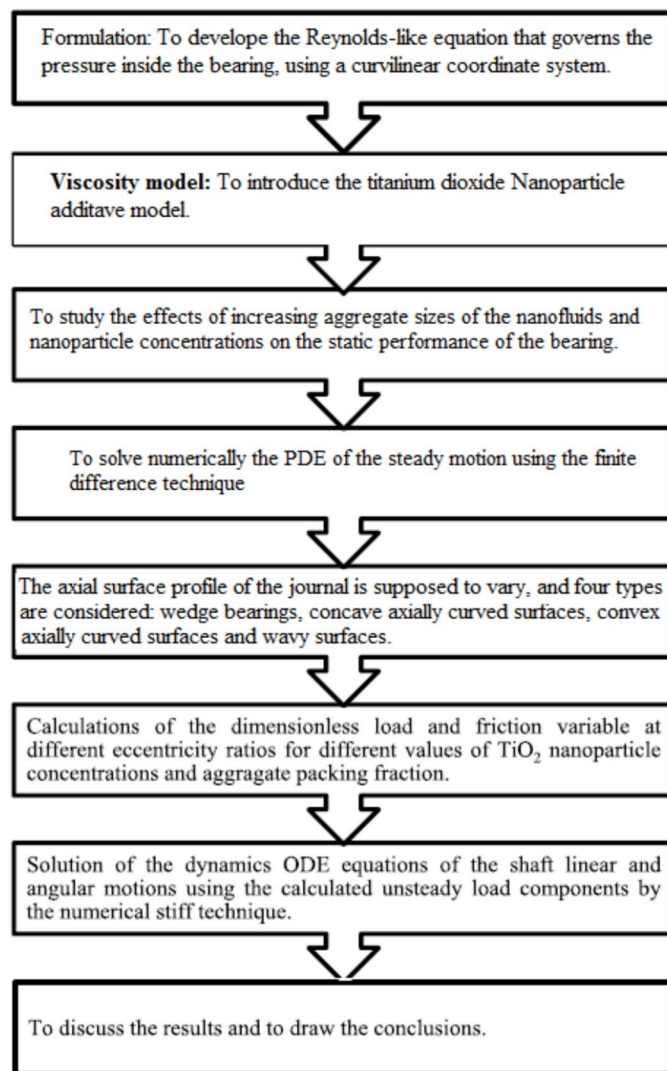 Formulation: To develope the Reynolds-like equation that governs the
pressure inside the bearing, using a curvilinear coordinate system.
Viscosity model: To introduce the titanium dioxide Nanoparticle
additave model.
To study the effects of increasing aggregate sizes of the nanofluids and
nanoparticle concentrations on the static performance of the bearing.
To solve numerically the PDE of the steady motion using the finite
difference technique
The axial surface profile of the journal is supposed to vary, and four types
are considered: wedge bearings, concave axially curved surfaces, convex
axially curved surfaces and wavy surfaces.
Calculations of the dimensionless load and friction variable at
different eccentricity ratios for different values of TiO₂ nanoparticle
concentrations and aggragate packing fraction.
Solution of the dynamics ODE equations of the shaft linear and
angular motions using the calculated unsteady load components by
the numerical stiff technique.
To discuss the results and to draw the conclusions.